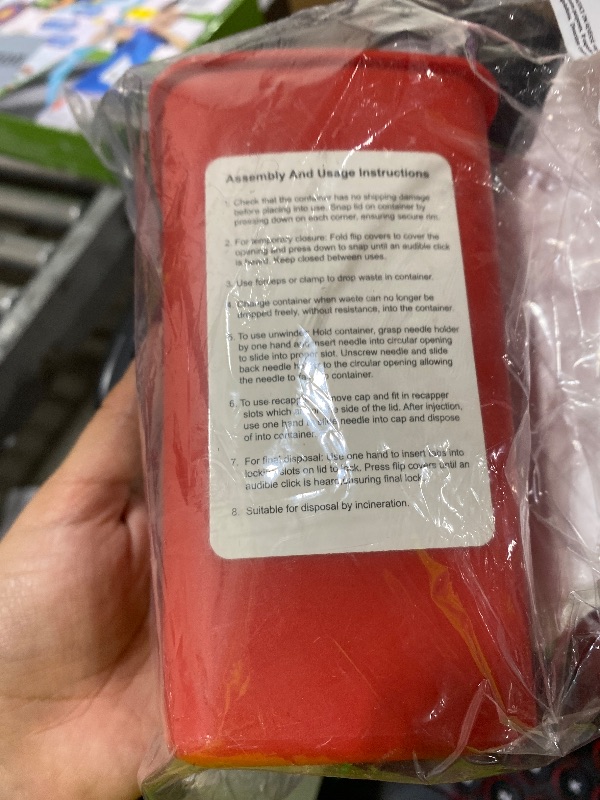 Assembly And Usage Instructions
1. Check that the container has no shipping damage
before placing into use. Snap lid on container by
pressing down on each corner, ensuring secure rim.
2. For temporary closure: Fold flip covers to cover the
opening and press down to snap until an audible click
is heard. Keep closed between uses.
3. Use forceps or clamp to drop waste in container.
4. Change container when waste can no longer be
dropped freely, without resistance, into the container.
5. To use unwinder: Hold container, grasp needle holder
by one hand and insert needle into circular opening
to slide into proper slot. Unscrew needle and slide
back needle to the circular opening allowing
the needle to container.
6. To use cap and fit in recapper
slots which side of the lid. After injection,
use one hand needle into cap and dispose
of into container.
7. For final disposal: Use one hand to insert tabs into
locking slots on lid to lock. Press flip covers until an
audible click is heard ensuring final lock
8. Suitable for disposal by incineration.